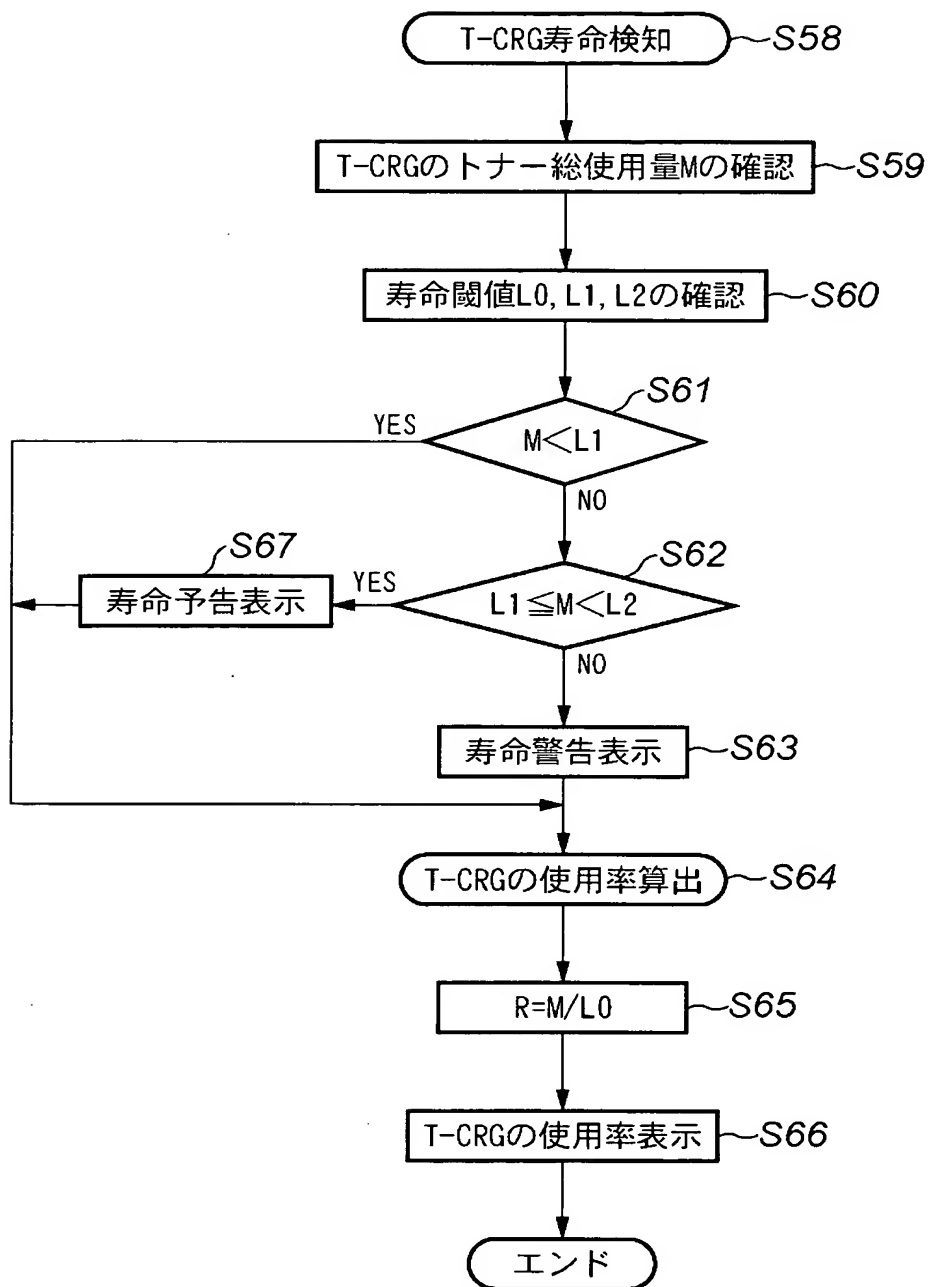 T-CRG寿命検知
S58
T-CRGのトナー総使用量Mの確認
S59
寿命閾値L0, L1, L2の確認
S60
S61
YES
M<L1
NO
S67
S62
寿命予告表示
YES
L1≦M<L2
NO
寿命警告表示
S63
T-CRGの使用率算出
S64
R=M/L0
S65
T-CRGの使用率表示
S66
エンド